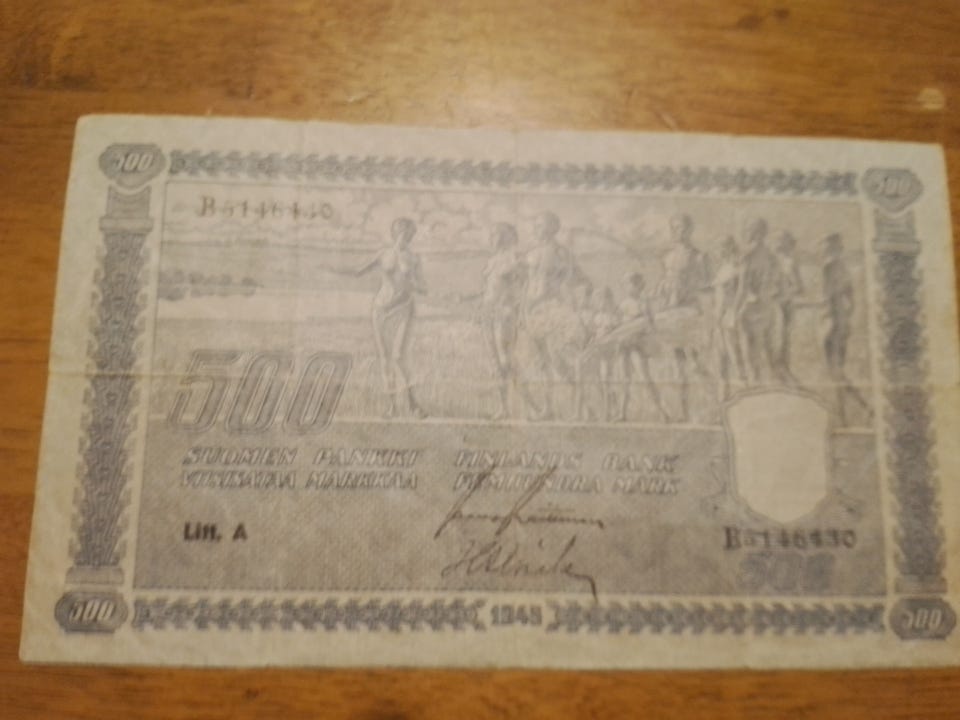 500
500
B5146430
500
SUOMEN PANKKI
VIISISATAA MARKKAA
FINLANDS BANK
FEMHUNDRA MARK
Litt. A
B5146430
500
500
1945
500